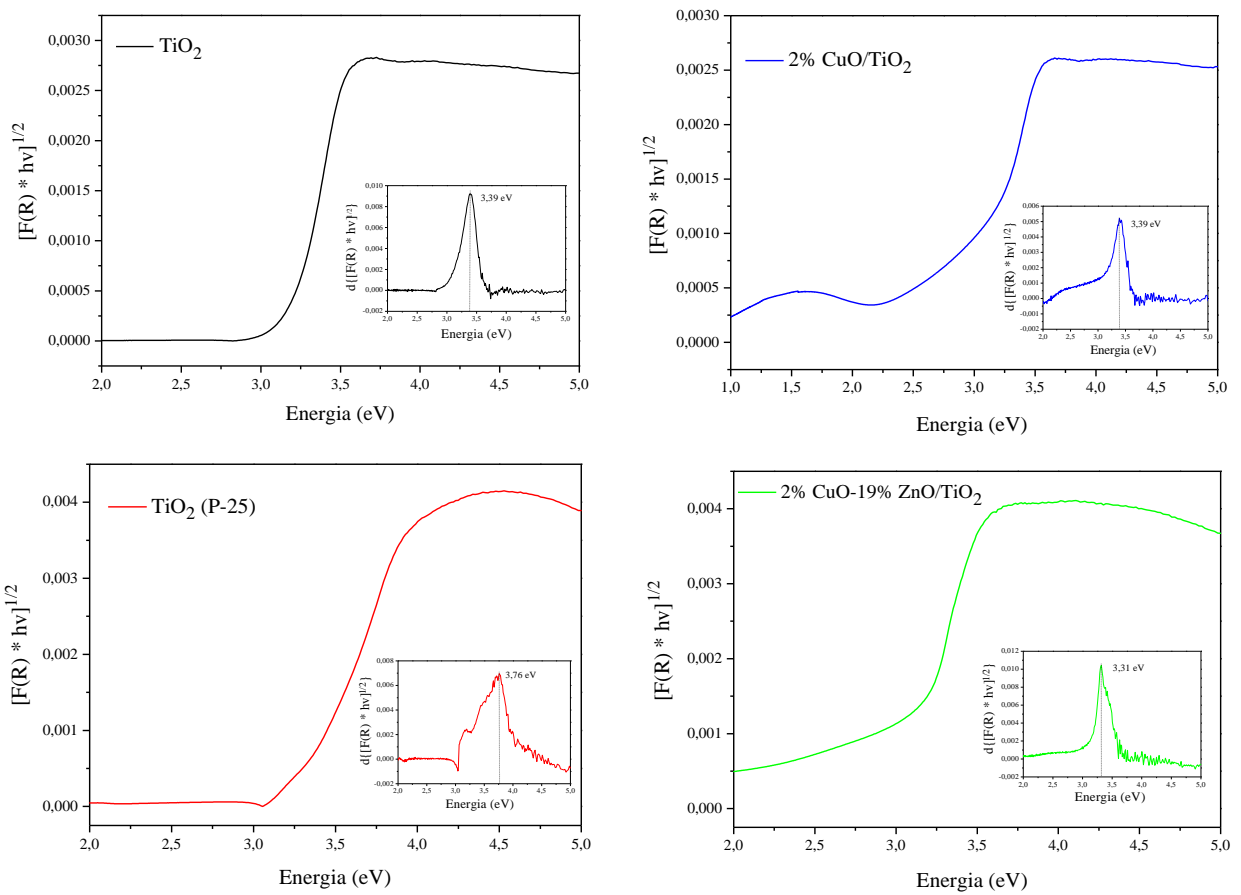 TiO2
[F(R) * hv]1/2
0,0030
0,0025
0,0020
0,0015
0,0010
0,0005
0,0000
2,0 2,5 3,0 3,5 4,0 4,5 5,0
Energia (eV)
d{[F(R) * hv]1/2}
0,010
0,008
0,006
0,004
0,002
0,000
-0,002
3,39 eV
2,0 2,5 3,0 3,5 4,0 4,5 5,0
Energia (eV)
2% CuO/TiO2
[F(R) * hv]1/2
0,0030
0,0025
0,0020
0,0015
0,0010
0,0005
0,0000
1,0 1,5 2,0 2,5 3,0 3,5 4,0 4,5 5,0
Energia (eV)
d{[F(R) * hv]1/2}
0,006
0,005
0,004
0,003
0,002
0,001
0,000
-0,001
-0,002
3,39 eV
2,0 2,5 3,0 3,5 4,0 4,5 5,0
Energia (eV)
TiO2 (P-25)
[F(R) * hv]1/2
0,004
0,003
0,002
0,001
0,000
2,0 2,5 3,0 3,5 4,0 4,5 5,0
Energia (eV)
d{[F(R) * hv]1/2}
0,008
0,006
0,004
0,002
0,000
-0,002
3,76 eV
2,0 2,5 3,0 3,5 4,0 4,5 5,0
Energia (eV)
2% CuO-19% ZnO/TiO2
[F(R) * hv]1/2
0,004
0,003
0,002
0,001
0,000
2,0 2,5 3,0 3,5 4,0 4,5 5,0
Energia (eV)
d{[F(R) * hv]1/2}
0,012
0,010
0,008
0,006
0,004
0,002
0,000
-0,002
3,31 eV
2,0 2,5 3,0 3,5 4,0 4,5 5,0
Energia (eV)